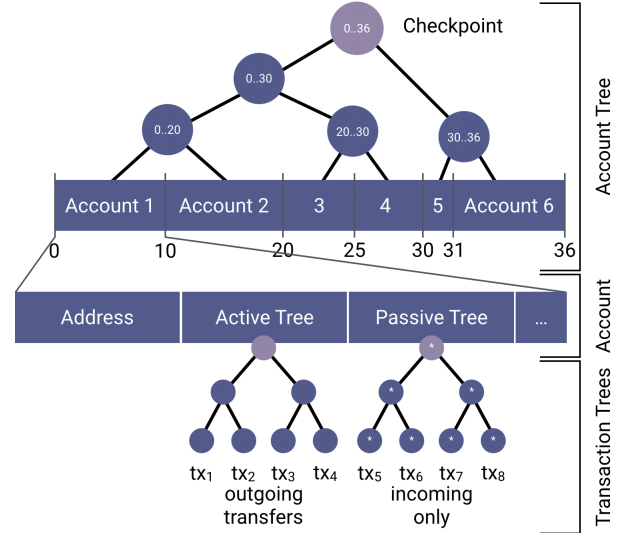 0..36
Checkpoint
0..30
0..20
20..30
30..36
Account 1
Account 2
3
4
5
Account 6
0
10
20
25
30
31
36
Account Tree
Address
Active Tree
Passive Tree
...
Account
*
*
*
*
*
*
*
tx1
tx2
tx3
tx4
tx5
tx6
tx7
tx8
outgoing
transfers
incoming
only
Transaction Trees